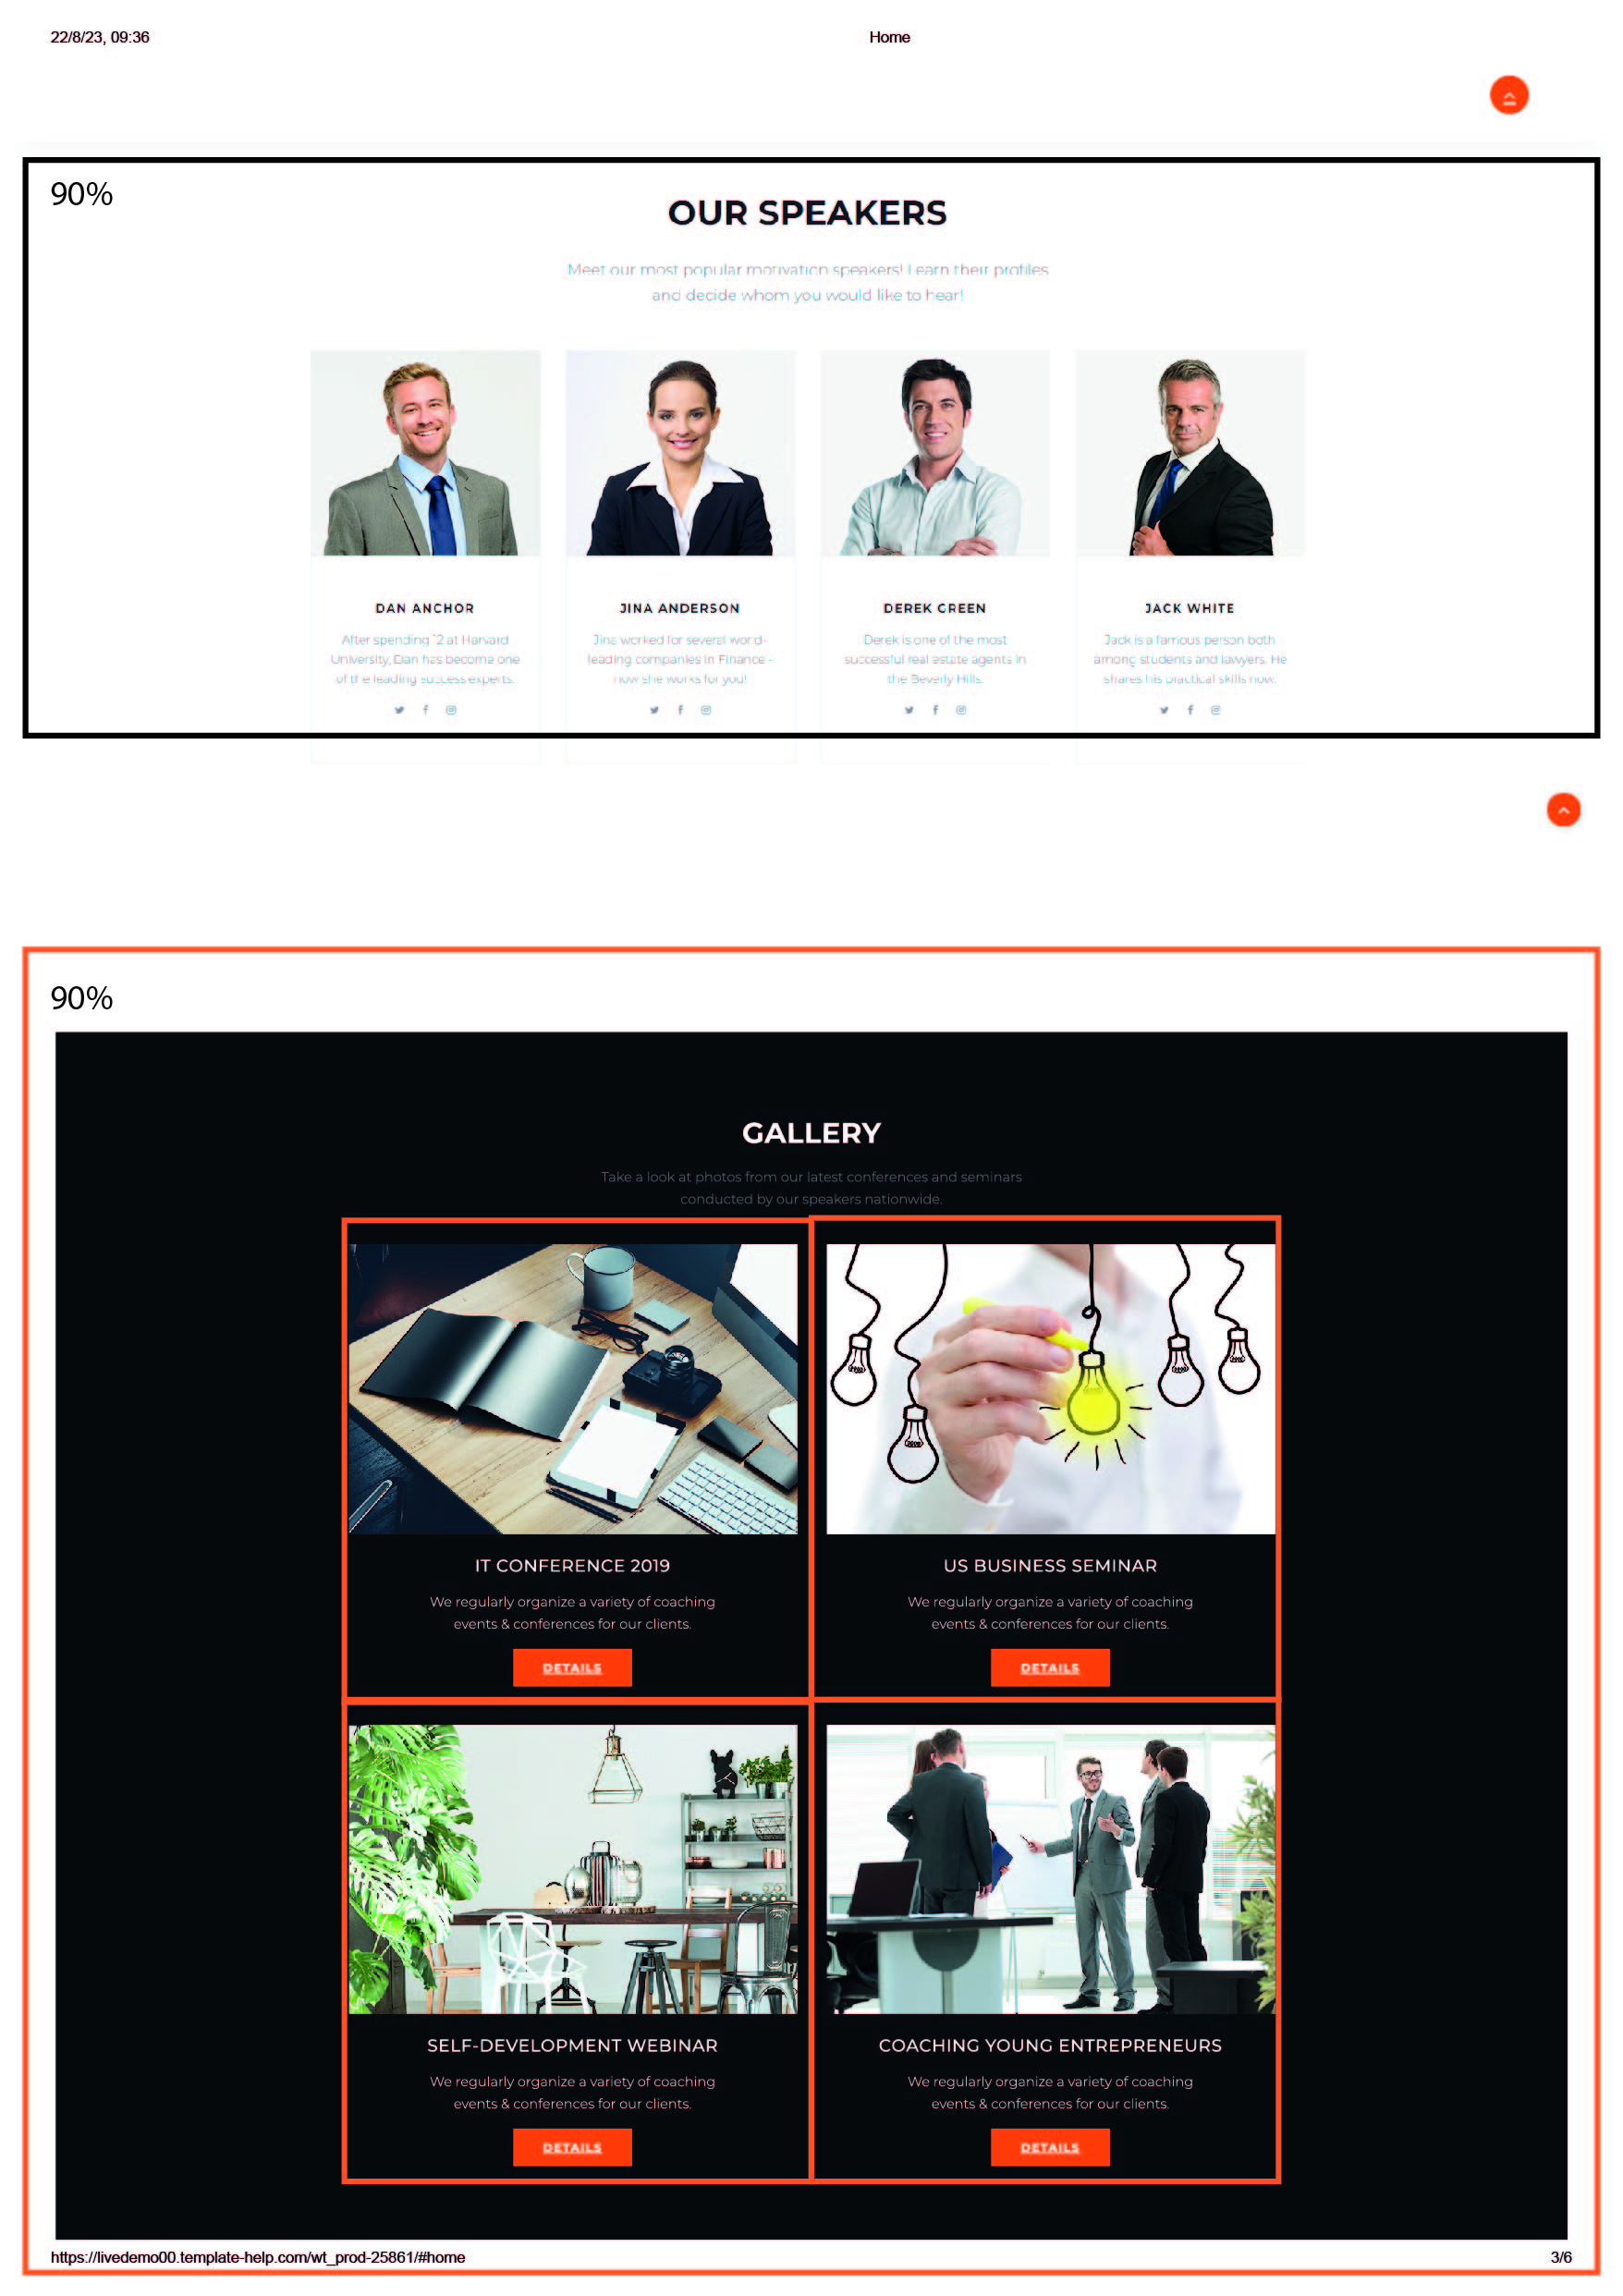 22/8/23, 09:36
Home
90%
OUR SPEAKERS
Meet our most popular motivation speakers! Learn their profiles
and decide whom you would like to hear!
DAN ANCHOR
JINA ANDERSON
DEREK GREEN
JACK WHITE
After spending 12 at Harvard
University, Dan has become one
of the leading success experts.
Jina worked for several world-
leading companies in Finance -
now she works for you!
Derek is one of the most
successful real estate agents in
the Beverly Hills.
Jack is a famous person both
among students and lawyers. He
shares his practical skills now.
90%
GALLERY
Take a look at photos from our latest conferences and seminars
conducted by our speakers nationwide.
IT CONFERENCE 2019
We regularly organize a variety of coaching
events & conferences for our clients.
DETAILS
US BUSINESS SEMINAR
We regularly organize a variety of coaching
events & conferences for our clients.
DETAILS
SELF-DEVELOPMENT WEBINAR
We regularly organize a variety of coaching
events & conferences for our clients.
DETAILS
COACHING YOUNG ENTREPRENEURS
We regularly organize a variety of coaching
events & conferences for our clients.
DETAILS
https://livedemo00.template-help.com/wt_prod-25861/#home
3/6